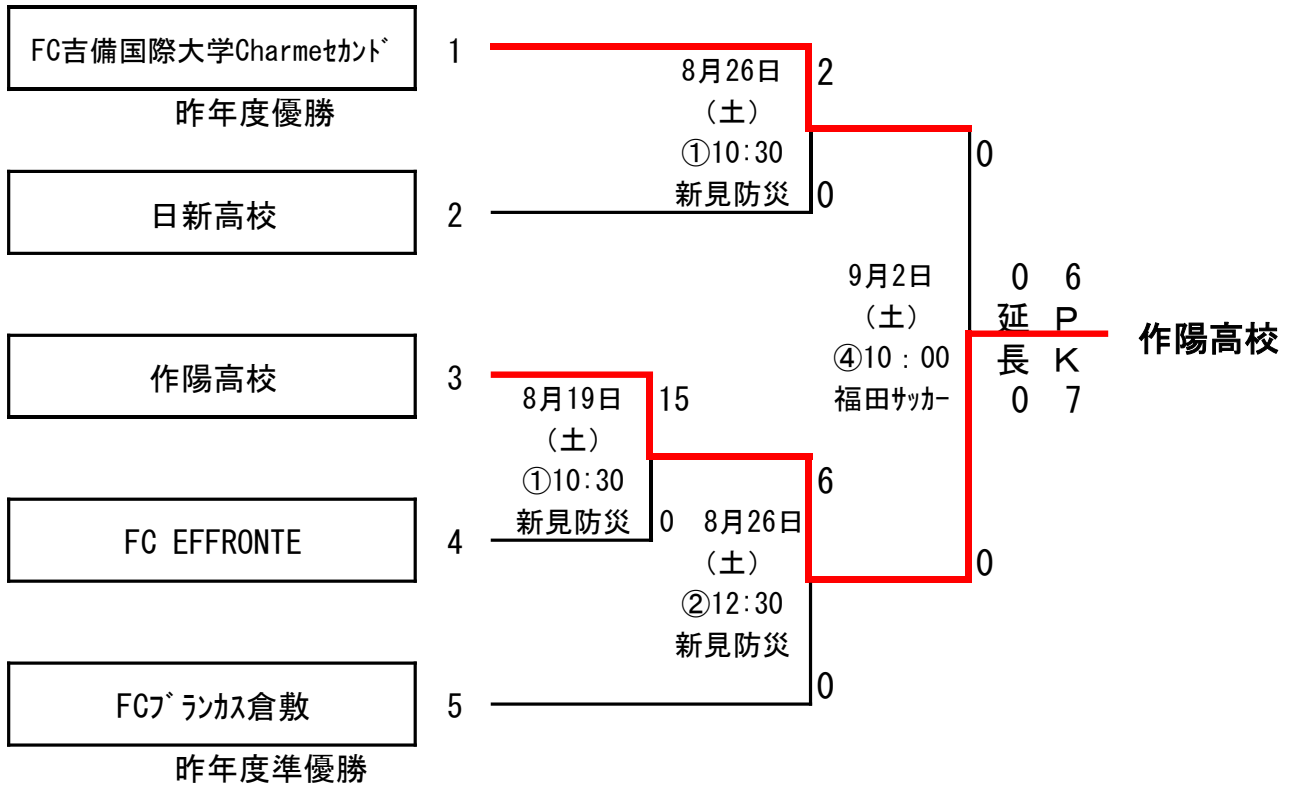 FC吉備国際大学Charmeｾｶﾝﾄﾞ
1
昨年度優勝
8月26日
（土）
①10:30
新見防災
2
0
日新高校
2
0
作陽高校
3
8月19日
（土）
①10:30
新見防災
15
0
9月2日
（土）
④10：00
福田ｻｯｶｰ
0 6
延 P
長 K
0 7
作陽高校
FC EFFRONTE
4
8月26日
（土）
②12:30
新見防災
6
0
0
FCﾌﾞﾗﾝｶｽ倉敷
5
昨年度準優勝